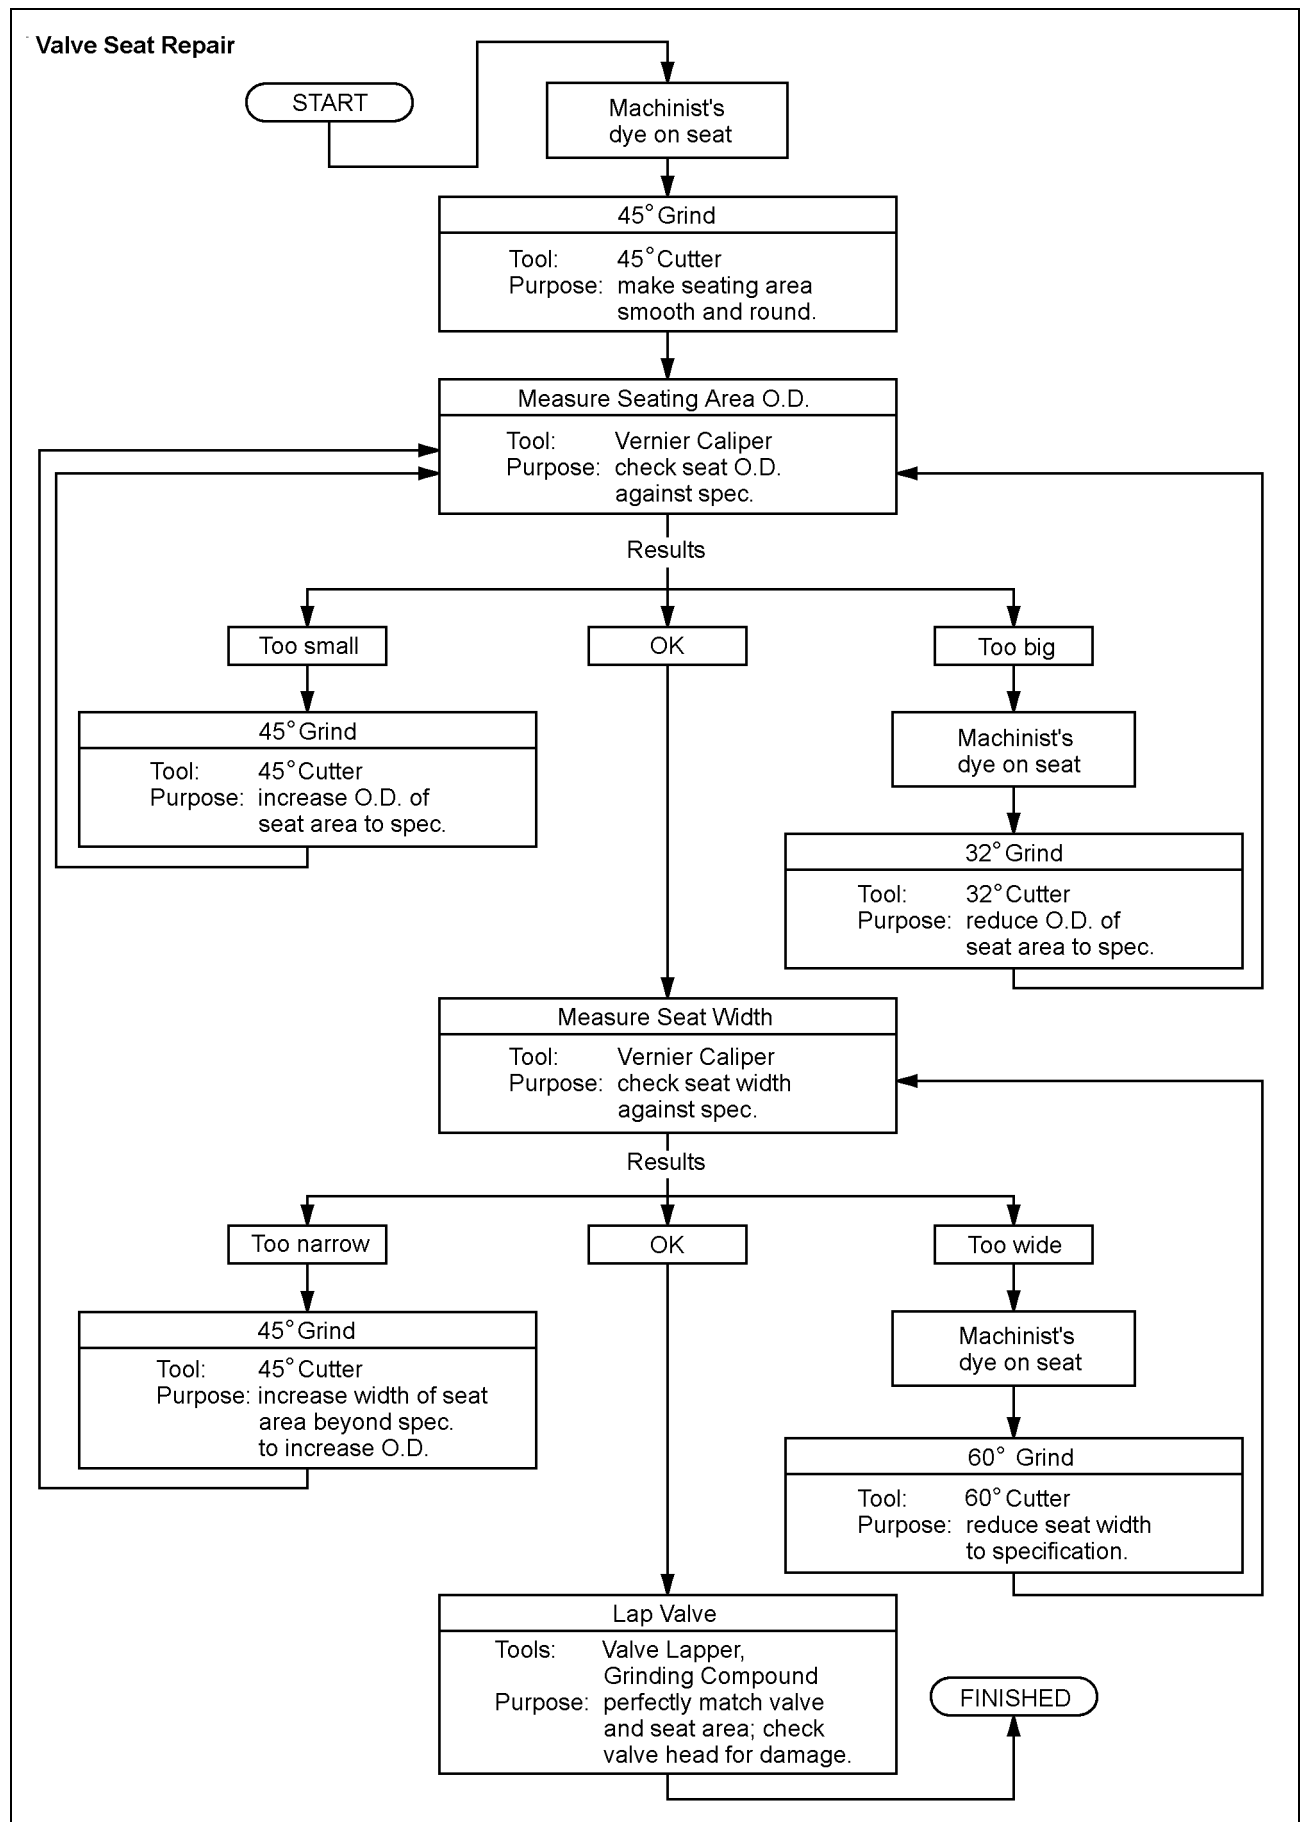 Valve Seat Repair
START
Machinist's
dye on seat
45° Grind
Tool: 45° Cutter
Purpose: make seating area
smooth and round.
Measure Seating Area O.D.
Tool: Vernier Caliper
Purpose: check seat O.D.
against spec.
Results
Too small
OK
Too big
45° Grind
Tool: 45° Cutter
Purpose: increase O.D. of
seat area to spec.
Machinist's
dye on seat
32° Grind
Tool: 32° Cutter
Purpose: reduce O.D. of
seat area to spec.
Measure Seat Width
Tool: Vernier Caliper
Purpose: check seat width
against spec.
Results
Too narrow
OK
Too wide
45° Grind
Tool: 45° Cutter
Purpose: increase width of seat
area beyond spec.
to increase O.D.
Machinist's
dye on seat
60° Grind
Tool: 60° Cutter
Purpose: reduce seat width
to specification.
Lap Valve
Tools: Valve Lapper,
Grinding Compound
Purpose: perfectly match valve
and seat area; check
valve head for damage.
FINISHED